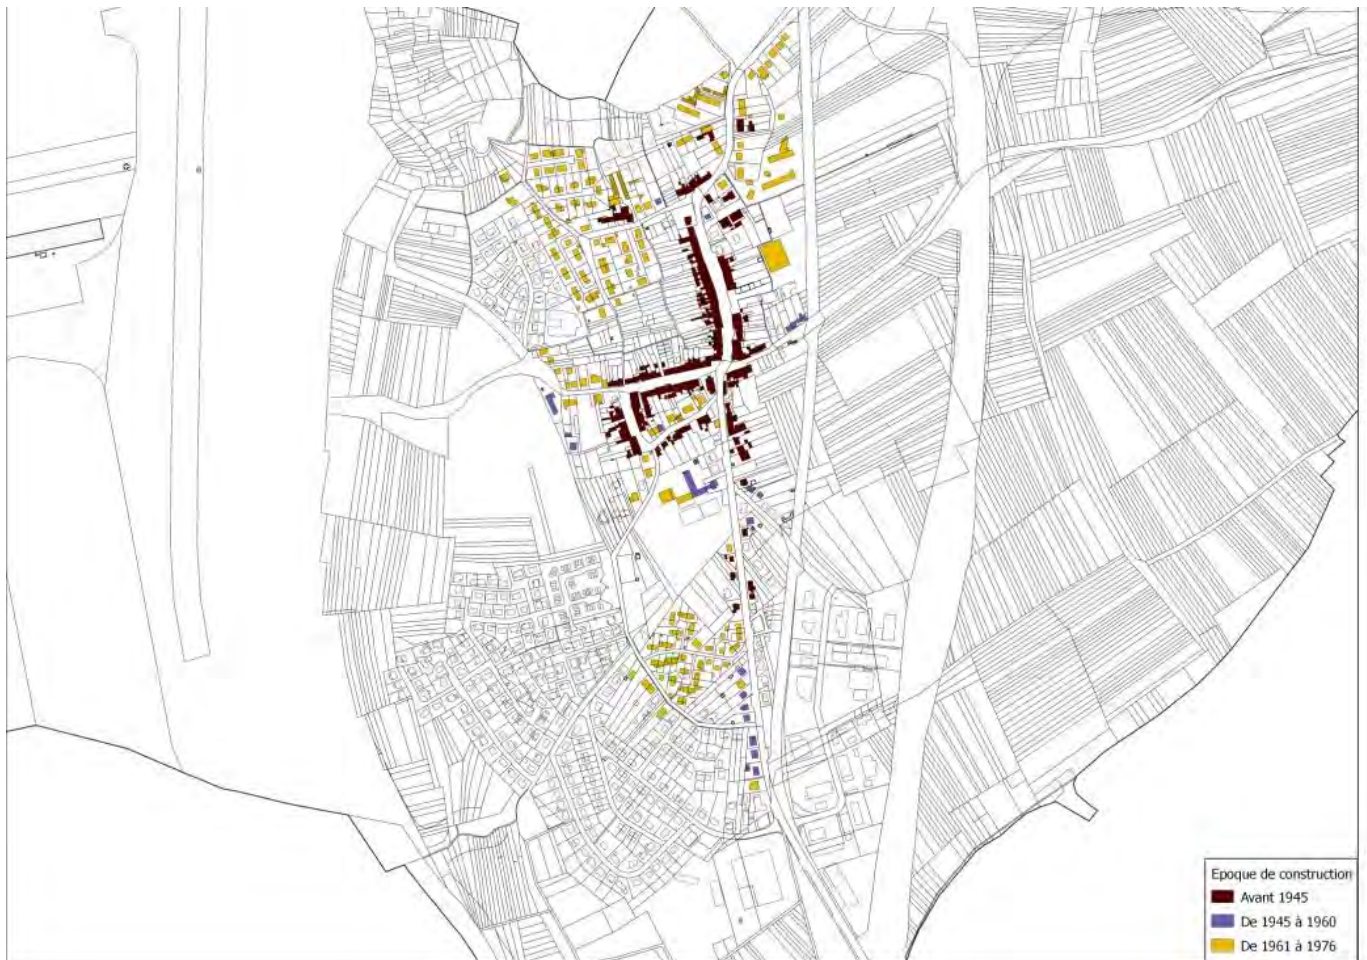 Epoque de construction
Avant 1945
De 1945 à 1960
De 1961 à 1976